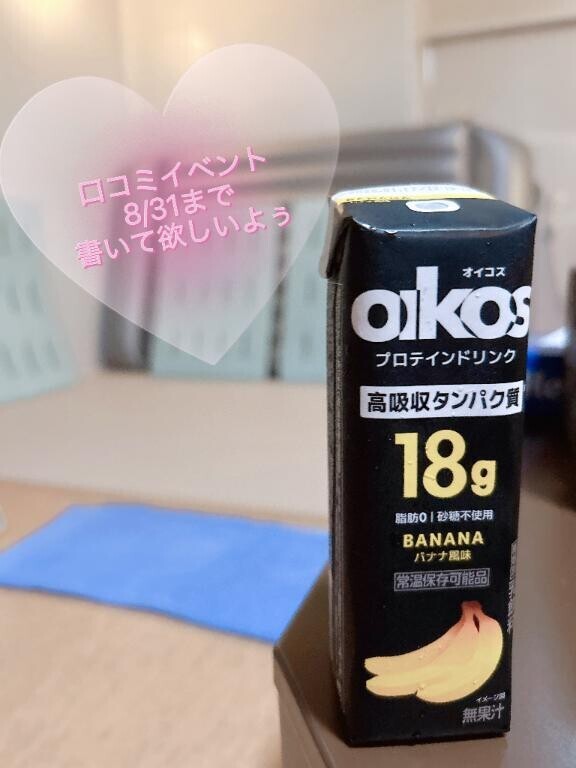 口コミイベント
8/31まで
書いて欲しいよぅ
オイコス
oikos
プロテインドリンク
高吸収タンパク質
18g
脂肪0 | 砂糖不使用
BANANA
バナナ風味
常温保存可能品
イメージ図
無果汁